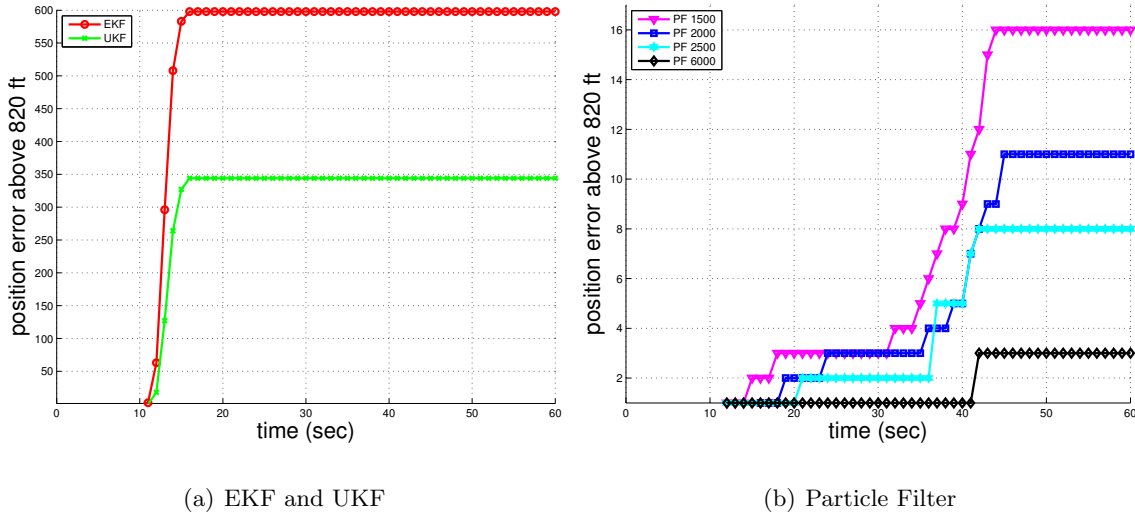 600
550
500
450
400
350
300
250
200
150
100
50
0
10
20
30
40
50
60
position error above 820 ft
time (sec)
EKF
UKF
(a) EKF and UKF
16
14
12
10
8
6
4
2
0
10
20
30
40
50
60
position error above 820 ft
time (sec)
PF 1500
PF 2000
PF 2500
PF 6000
(b) Particle Filter